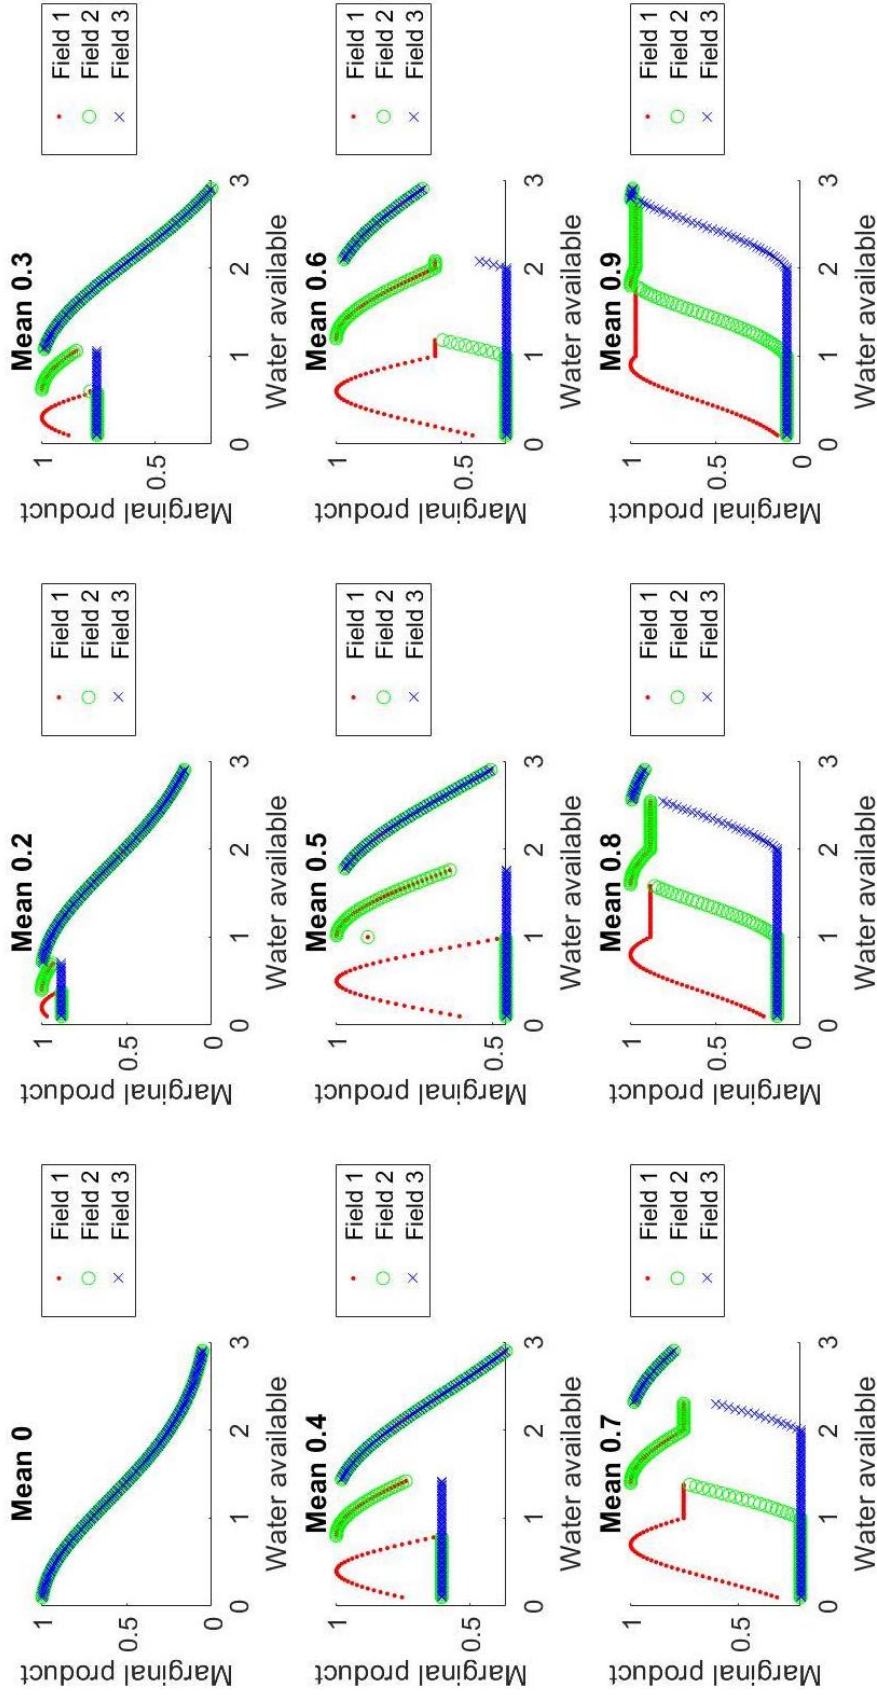 Mean 0
Marginal product
1
0.5
0
0 1 2 3
Water available
Field 1
Field 2
Field 3
Mean 0.2
Marginal product
1
0.5
0
0 1 2 3
Water available
Field 1
Field 2
Field 3
Mean 0.3
Marginal product
1
0.5
0 1 2 3
Water available
Field 1
Field 2
Field 3
Mean 0.4
Marginal product
1
0.5
0 1 2 3
Water available
Field 1
Field 2
Field 3
Mean 0.5
Marginal product
1
0.5
0 1 2 3
Water available
Field 1
Field 2
Field 3
Mean 0.6
Marginal product
1
0.5
0 1 2 3
Water available
Field 1
Field 2
Field 3
Mean 0.7
Marginal product
1
0.5
0 1 2 3
Water available
Field 1
Field 2
Field 3
Mean 0.8
Marginal product
1
0.5
0
0 1 2 3
Water available
Field 1
Field 2
Field 3
Mean 0.9
Marginal product
1
0.5
0
0 1 2 3
Water available
Field 1
Field 2
Field 3